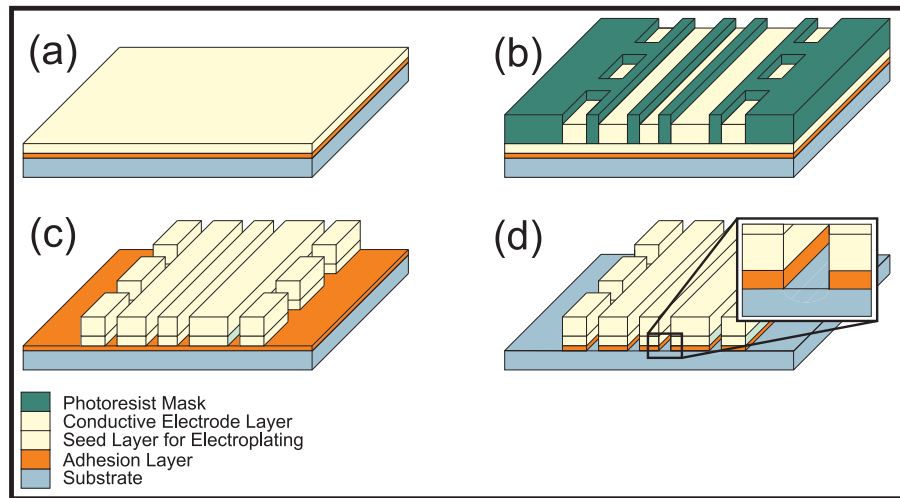 (a)
(b)
(c)
(d)
Photoresist Mask
Conductive Electrode Layer
Seed Layer for Electroplating
Adhesion Layer
Substrate